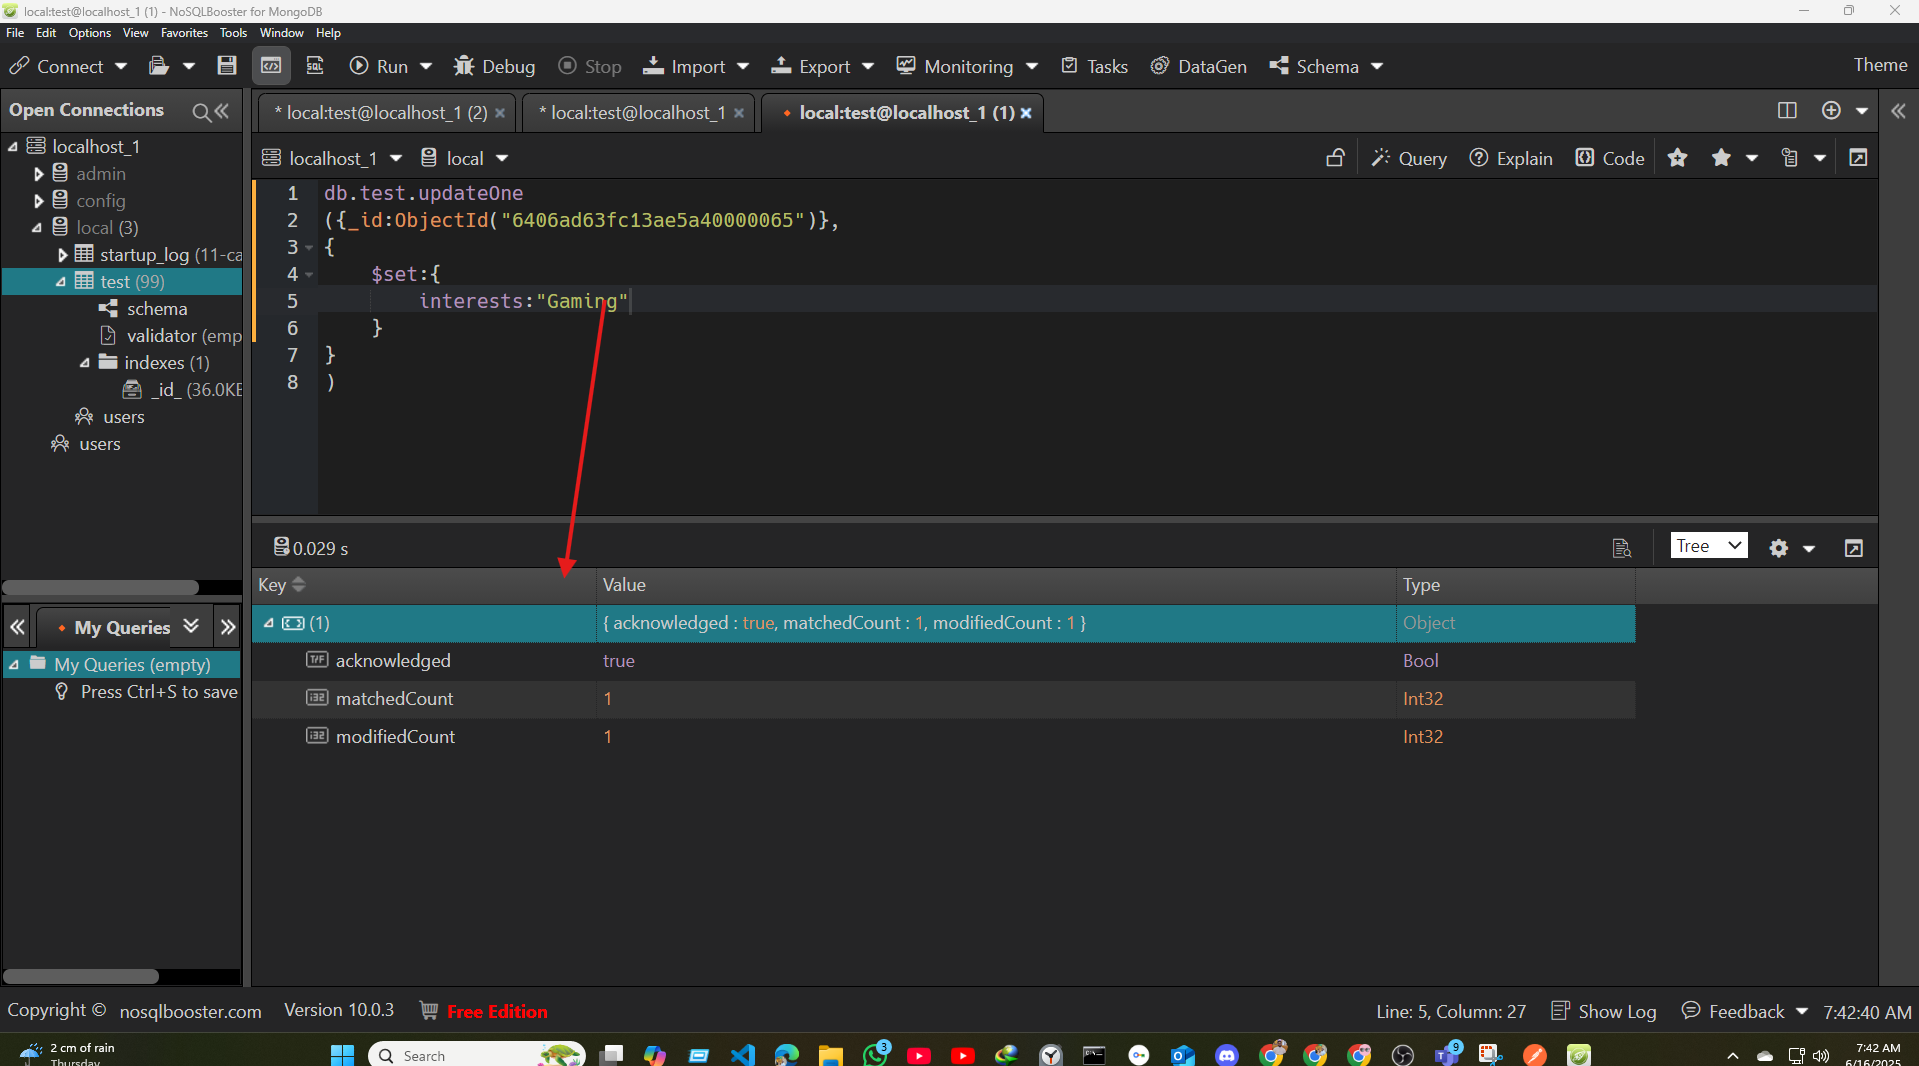 local:test@localhost_1 (1) - NoSQLBooster for MongoDB
File Edit Options View Favorites Tools Window Help
Connect SQL Run Debug Stop Import Export Monitoring Tasks DataGen Schema Theme
Open Connections
* local:test@localhost_1 (2) × * local:test@localhost_1 × local:test@localhost_1 (1) ×
localhost_1 local Query Explain Code
localhost_1
admin
config
local (3)
startup_log (11-ca
test (99)
schema
validator (emp
indexes (1)
_id_ (36.0KB
users
users
1 db.test.updateOne
2 ({_id:ObjectId("6406ad63fc13ae5a40000065")},
3 {
4 $set:{
5 interests:"Gaming"
6 }
7 }
8 )
0.029 s Tree
Key Value Type
(1) { acknowledged : true, matchedCount : 1, modifiedCount : 1 } Object
acknowledged true Bool
matchedCount 1 Int32
modifiedCount 1 Int32
My Queries
My Queries (empty)
Press Ctrl+S to save
Copyright © nosqlbooster.com Version 10.0.3 Free Edition Line: 5, Column: 27 Show Log Feedback 7:42:40 AM
2 cm of rain
Thursday
Search
3
9
7:42 AM
6/16/2025